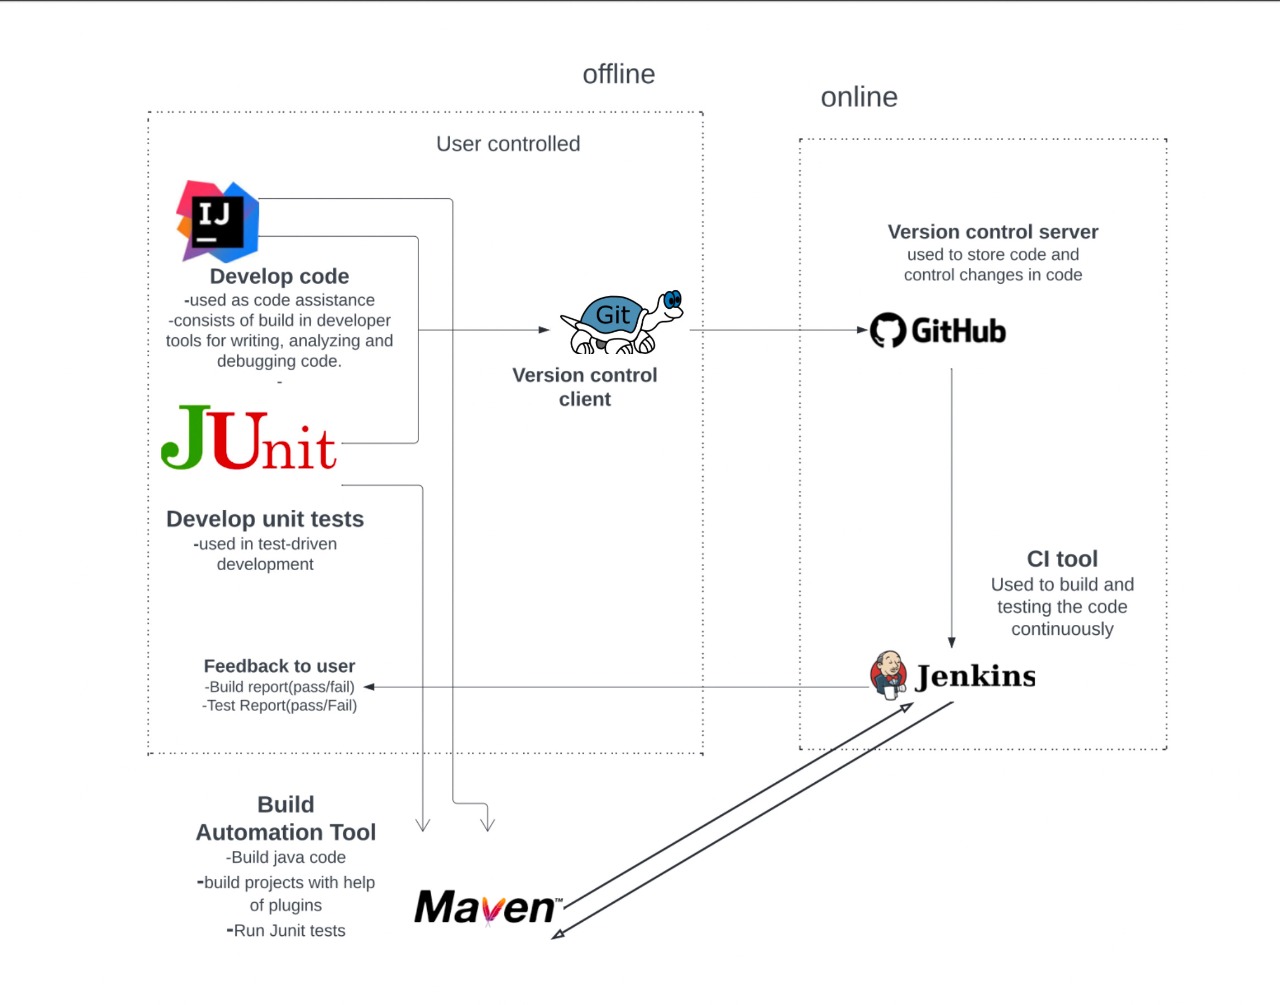 offline
online
User controlled
IJ
Develop code
-used as code assistance
-consists of build in developer
tools for writing, analyzing and
debugging code.
-
Git
Version control
client
Version control server
used to store code and
control changes in code
GitHub
JUnit
Develop unit tests
-used in test-driven
development
CI tool
Used to build and
testing the code
continuously
Feedback to user
-Build report(pass/fail)
-Test Report(pass/Fail)
Jenkins
Build
Automation Tool
-Build java code
-build projects with help
of plugins
-Run Junit tests
Maven™